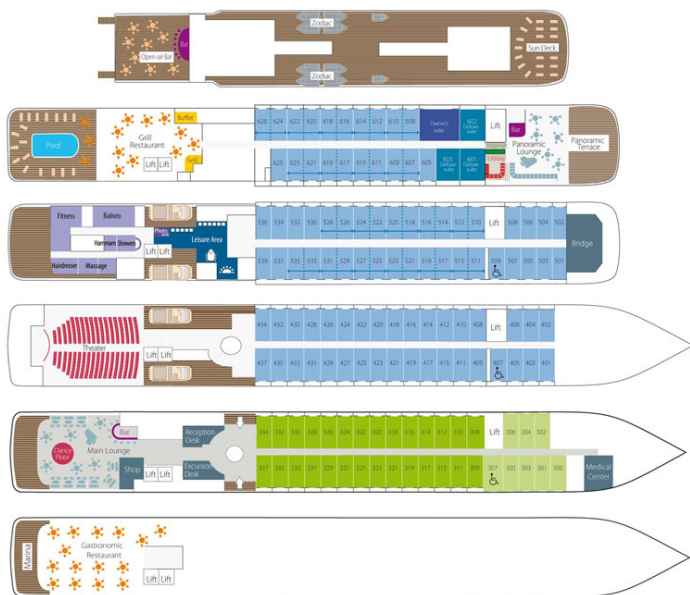 Zodiac
Open-air Bar
Bar
Sun Deck
Zodiac
Buffet
626 624 622 620 618 616 614 612 610 608
Owner's suite
602 Deluxe suite
Lift
Bar
Pool
Grill
Restaurant
Panoramic
Lounge
Panoramic
Terrace
Lift Lift
Grill
625 623 621 619 617 615 611 609 607 605
603 Deluxe suite
601 Deluxe suite
Library
Fitness
Balneo
Photo
536 534 532 530 528 526 524 522 520 518 516 514 512 510
Lift
508 506 504 502
Hammam
Showers
Leisure Area
Bridge
Lift Lift
Hairdresser
Massage
539 537 535 533 531 529 527 525 523 521 519 517 515 511
509 507 505 503 501
434 432 430 428 426 424 422 420 418 416 414 412 410 408
Lift
406 404 402
Theater
Lift Lift
437 435 433 431 429 427 425 423 421 419 417 415 411 409
407 405 403 401
Bar
Reception
Desk
334 332 330 328 326 324 322 320 318 316 314 312 310 308
Lift
306 304 302
Dance
Floor
Main Lounge
Shop
Lift Lift
Excursion
Desk
337 335 333 331 329 327 325 323 321 319 317 315 311 309
307 305 303 301 300
Medical
Center
Marina
Gastronomic
Restaurant
Lift Lift